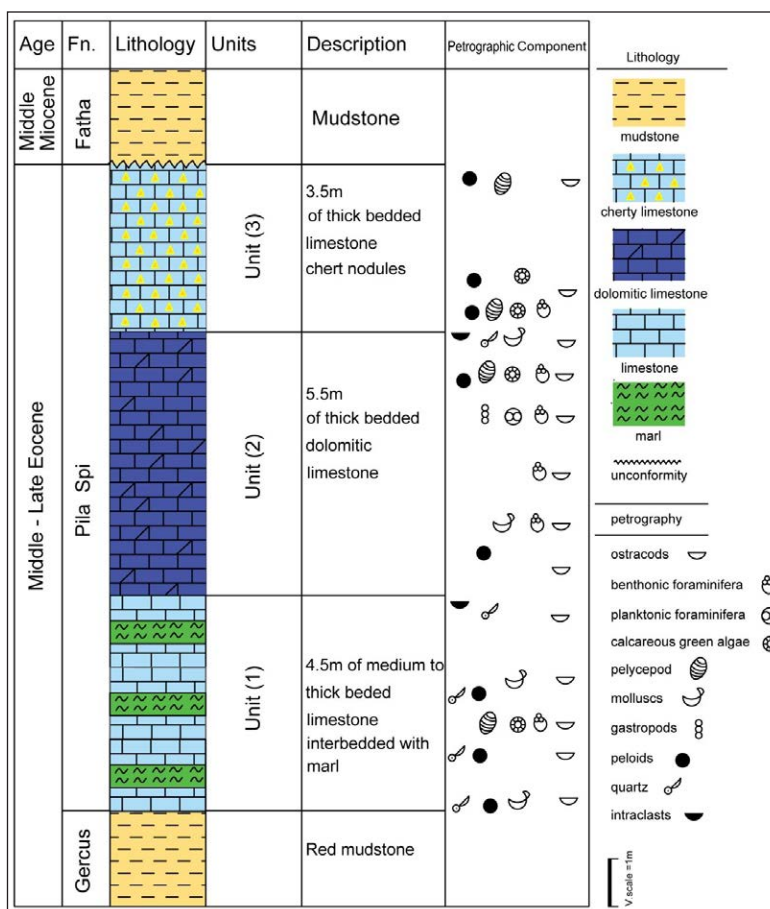 Age
Fn.
Lithology
Units
Description
Petrographic Component
Middle
Miocene
Fatha
Mudstone
Middle - Late Eocene
Pila Spi
Unit (3)
3.5m
of thick bedded
limestone
chert nodules
Unit (2)
5.5m
of thick bedded
dolomitic
limestone
Unit (1)
4.5m of medium to
thick beded
limestone
interbedded with
marl
Gercus
Red mudstone
Lithology
mudstone
cherty limestone
dolomitic limestone
limestone
marl
unconformity
petrography
ostracods
benthonic foraminifera
planktonic foraminifera
calcareous green algae
pelycepod
molluscs
gastropods
peloids
quartz
intraclasts
V.scale =1m